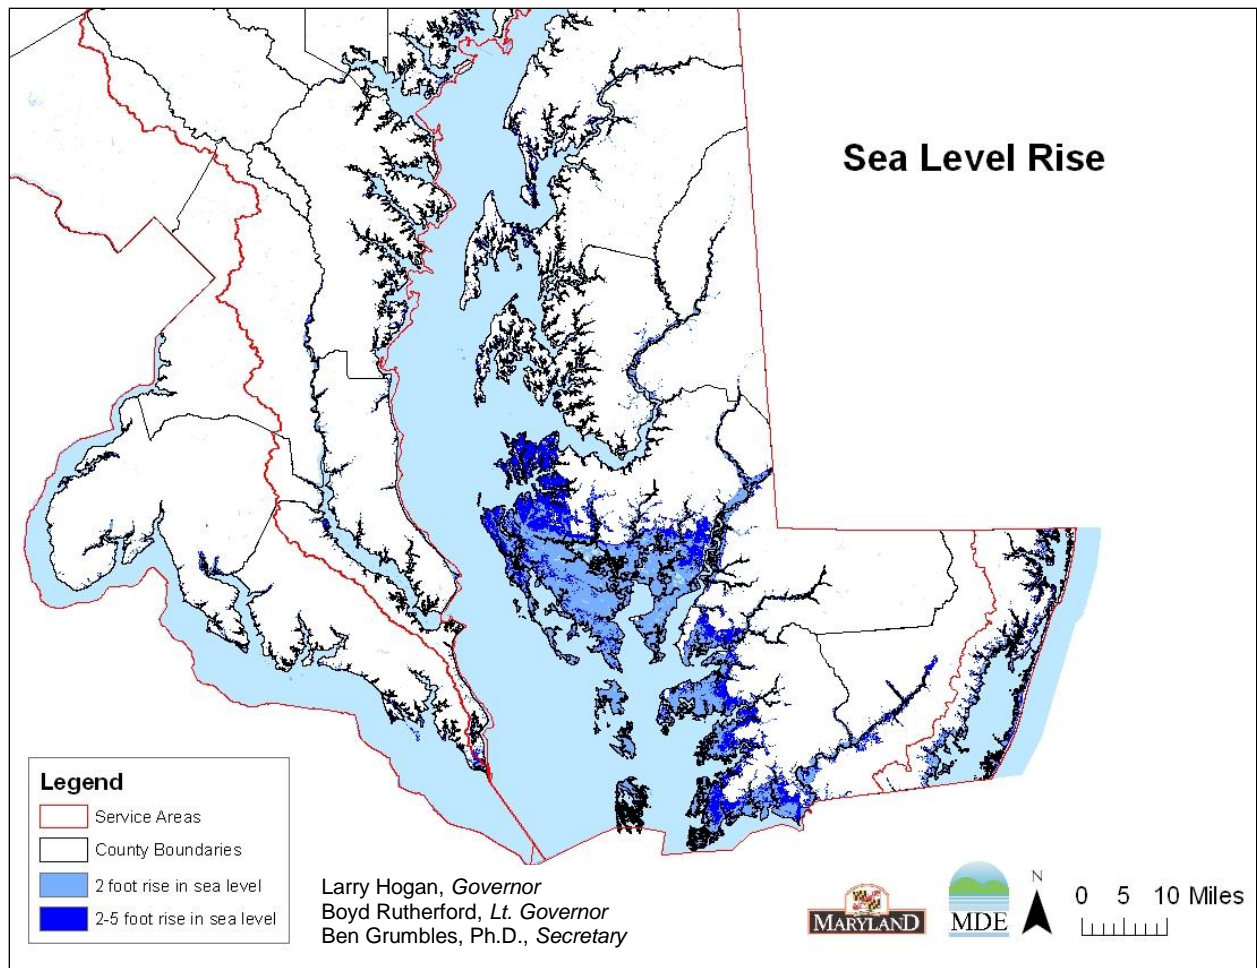 Sea Level Rise
Legend
Service Areas
County Boundaries
2 foot rise in sea level
2-5 foot rise in sea level
Larry Hogan, Governor
Boyd Rutherford, Lt. Governor
Ben Grumbles, Ph.D., Secretary
MARYLAND
MDE
N
0 5 10 Miles